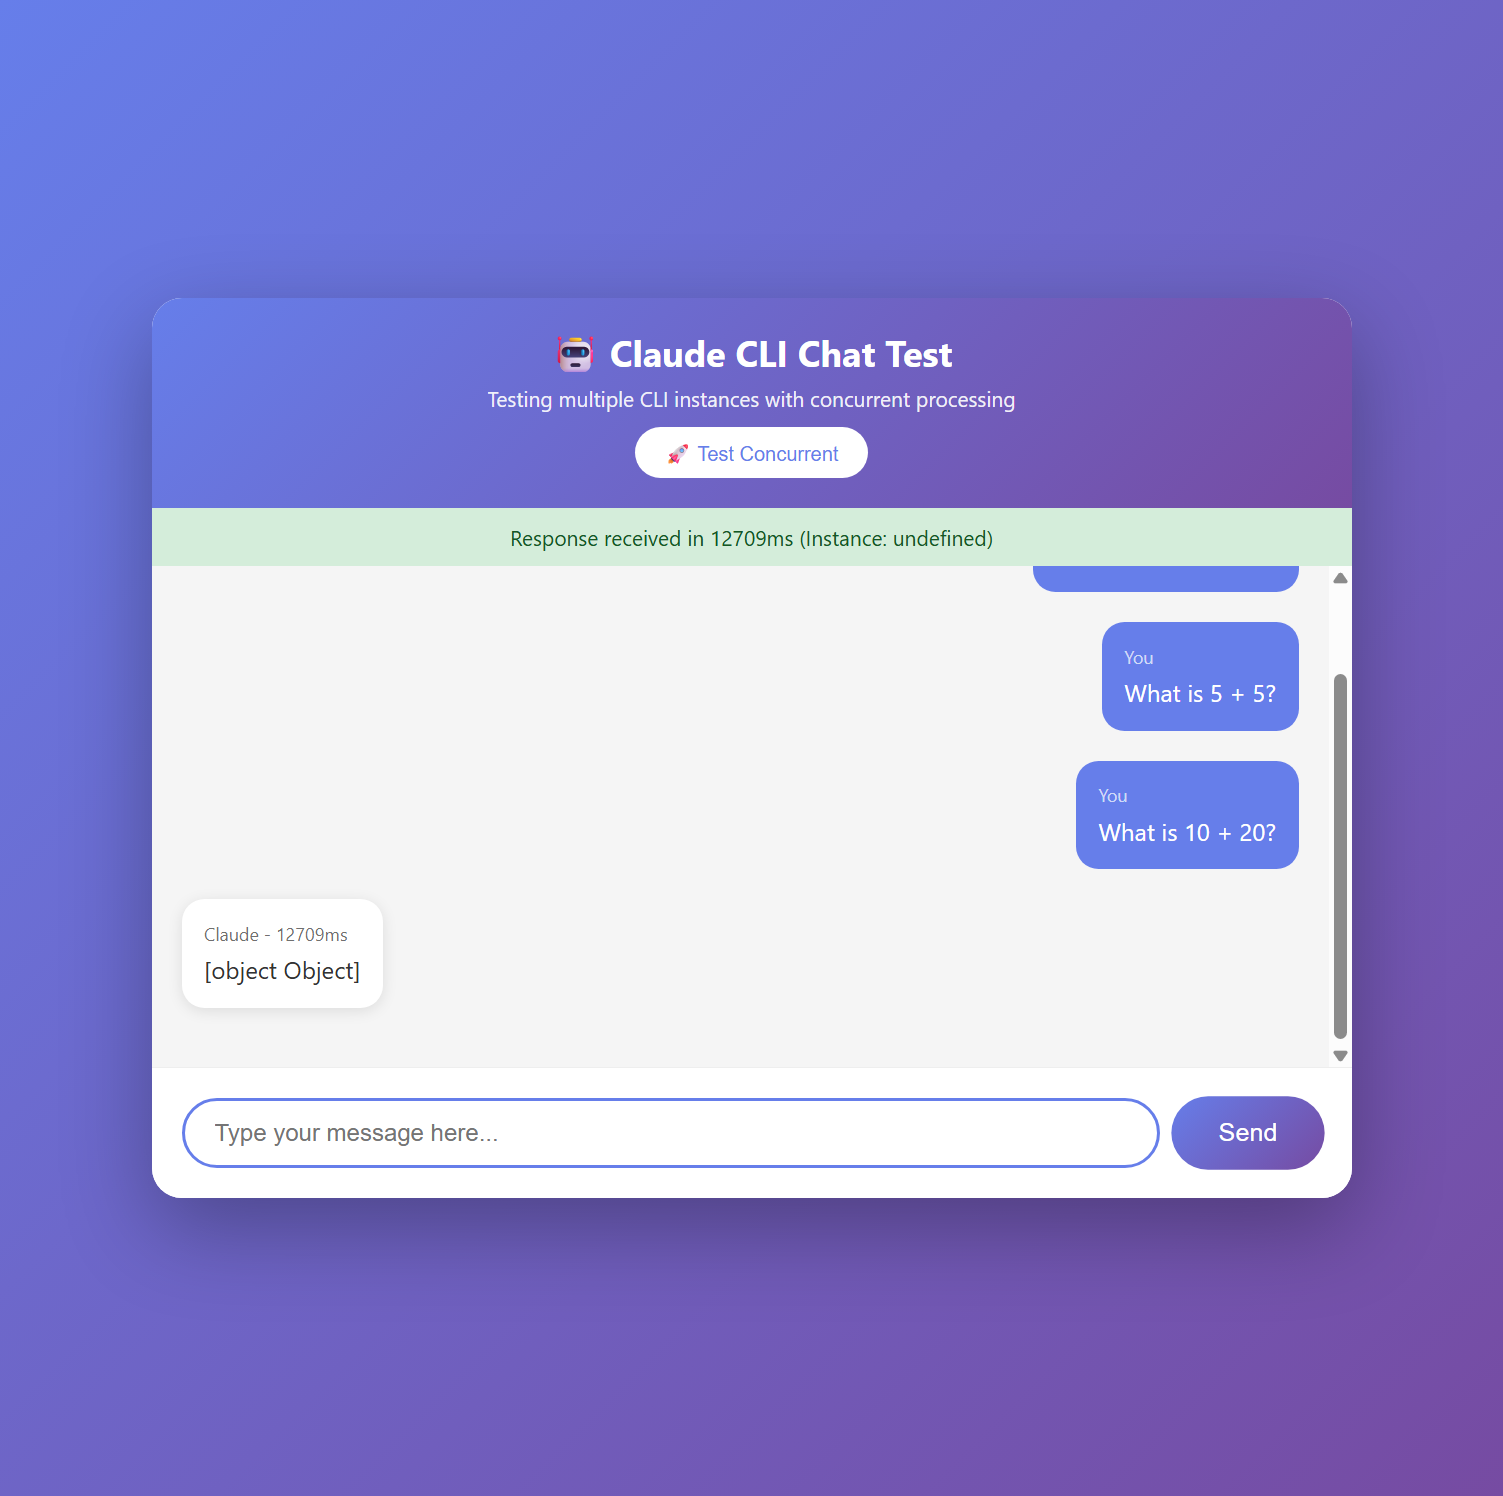 Claude CLI Chat Test
Testing multiple CLI instances with concurrent processing
Test Concurrent
Response received in 12709ms (Instance: undefined)
You
What is 5 + 5?
You
What is 10 + 20?
Claude - 12709ms
[object Object]
Type your message here...
Send